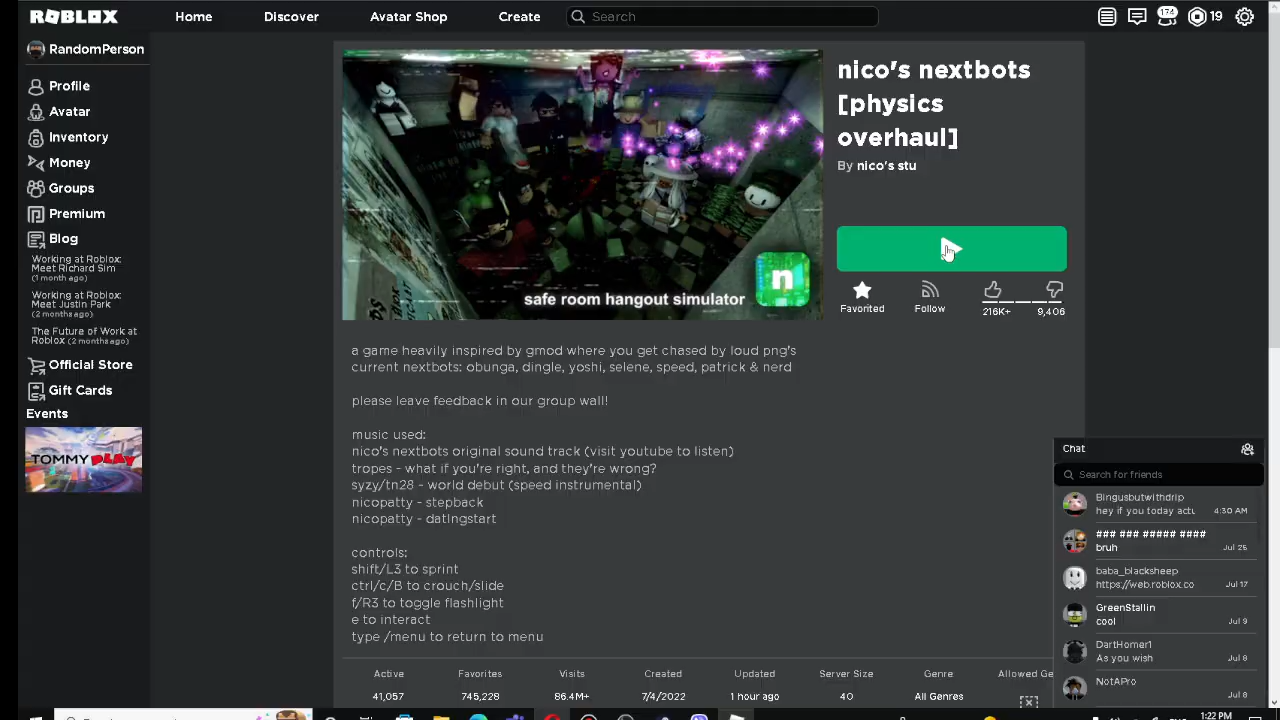 ROBLOX
Home
Discover
Avatar Shop
Create
Search
174
19
RandomPerson
Profile
Avatar
Inventory
Money
Groups
Premium
Blog
Working at Roblox:
Meet Richard Sim
(1 month ago)
Working at Roblox:
Meet Justin Park
(2 months ago)
The Future of Work at
Roblox (2 months ago)
Official Store
Gift Cards
Events
TOMMY PLAY
safe room hangout simulator
n
nico's nextbots
[physics
overhaul]
By nico's stu
Favorited
Follow
216K+
9,406
a game heavily inspired by gmod where you get chased by loud png's
current nextbots: obunga, dingle, yoshi, selene, speed, patrick & nerd
please leave feedback in our group wall!
music used:
nico's nextbots original sound track (visit youtube to listen)
tropes - what if you're right, and they're wrong?
syzy/tn28 - world debut (speed instrumental)
nicopatty - stepback
nicopatty - datingstart
controls:
shift/L3 to sprint
ctrl/c/B to crouch/slide
f/R3 to toggle flashlight
e to interact
type /menu to return to menu
Active
Favorites
Visits
Created
Updated
Server Size
Genre
Allowed Ge
41,057
745,228
86.4M+
7/4/2022
1 hour ago
40
All Genres
Chat
Search for friends
Bingusbutwithdrip
hey if you today actu
4:30 AM
### ### ##### ####
bruh
Jul 25
baba_blacksheep
https://web.roblox.co
Jul 17
GreenStallin
cool
Jul 9
DartHomer1
As you wish
Jul 8
NotAPro
Jul 8
1:22 PM